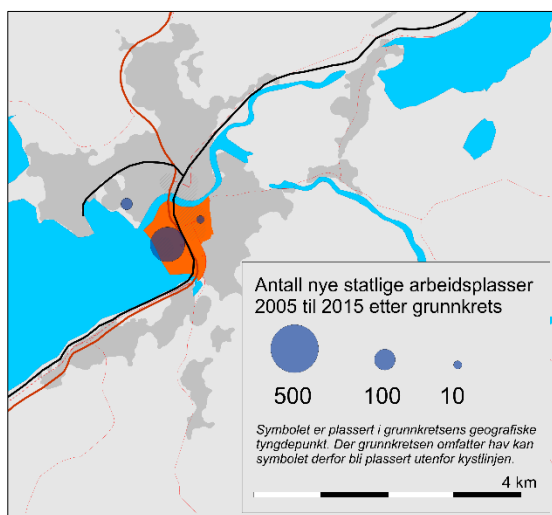 Antall nye statlige arbeidsplasser
2005 til 2015 etter grunnkrets
500 100 10
Symbolet er plassert i grunnkretsens geografiske
tyngdepunkt. Der grunnkretsen omfatter hav kan
symbolet derfor bli plassert utenfor kystlinjen.
4 km